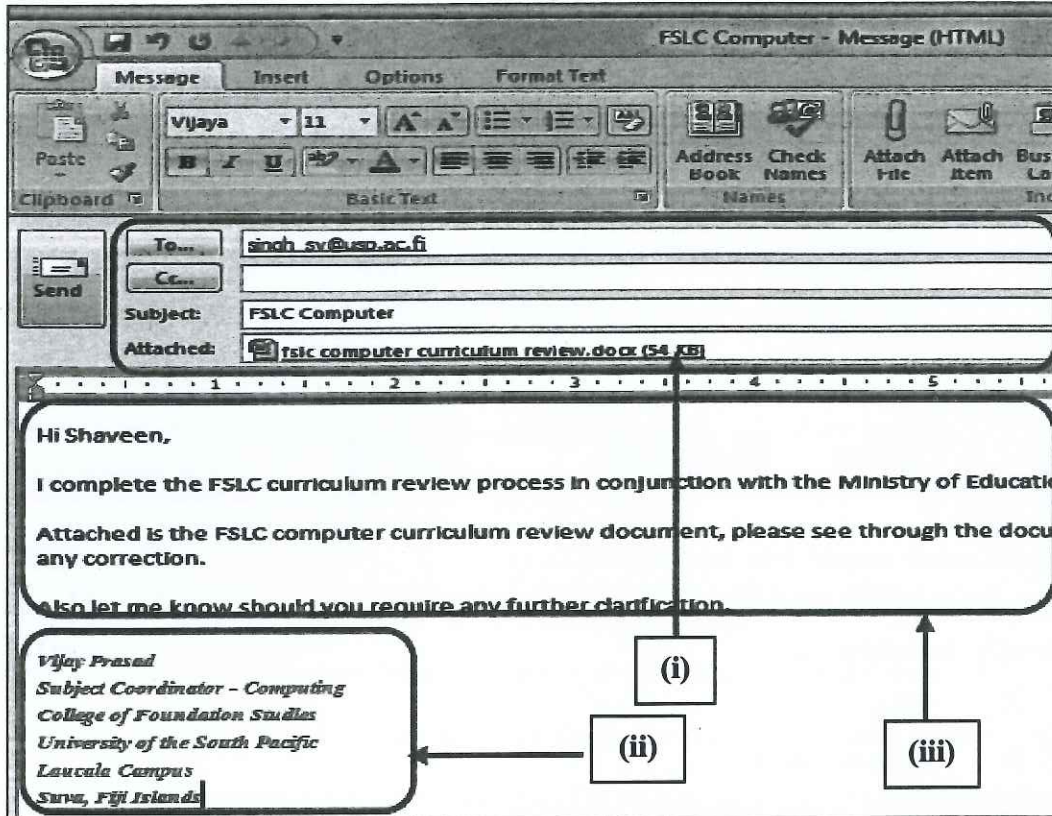 FSLC Computer - Message (HTML)
Message Insert Options Format Text
Vijaya 11
Paste
B I U
Address Book Check Names Attach File Attach Item
Clipboard Basic Text Names
To... singh_sv@usp.ac.fj
Cc...
Send
Subject: FSLC Computer
Attached: fslc computer curriculum review.docx (54 KB)
1 2 3 4 5
Hi Shaveen,
I complete the FSLC curriculum review process in conjunction with the Ministry of
Attached is the FSLC computer curriculum review document, please see through the
any correction.
Also let me know should you require any further clarification.
Vijay Prasad
Subject Coordinator - Computing
College of Foundation Studies
University of the South Pacific
Laucala Campus
Suva, Fiji Islands
(i)
(ii)
(iii)